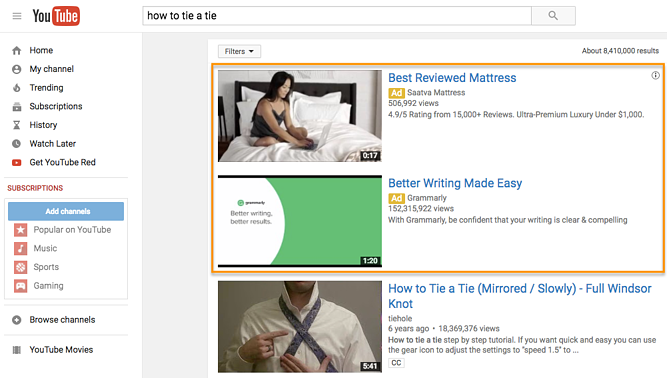 YouTube
how to tie a tie
Home
My channel
Trending
Subscriptions
History
Watch Later
Get YouTube Red
SUBSCRIPTIONS
Add channels
Popular on YouTube
Music
Sports
Gaming
Browse channels
YouTube Movies
Filters
About 8,410,000 results
0:17
Best Reviewed Mattress
Ad Saatva Mattress
506,992 views
4.9/5 Rating from 15,000+ Reviews. Ultra-Premium Luxury Under $1,000.
grammarly
Better writing,
better results.
1:20
Better Writing Made Easy
Ad Grammarly
152,315,922 views
With Grammarly, be confident that your writing is clear & compelling
5:41
How to Tie a Tie (Mirrored / Slowly) - Full Windsor
Knot
tiehole
6 years ago • 18,369,376 views
How to tie a tie step by step tutorial. If you want quick and easy you can use
the gear icon to adjust the settings to "speed 1.5" to ...
CC